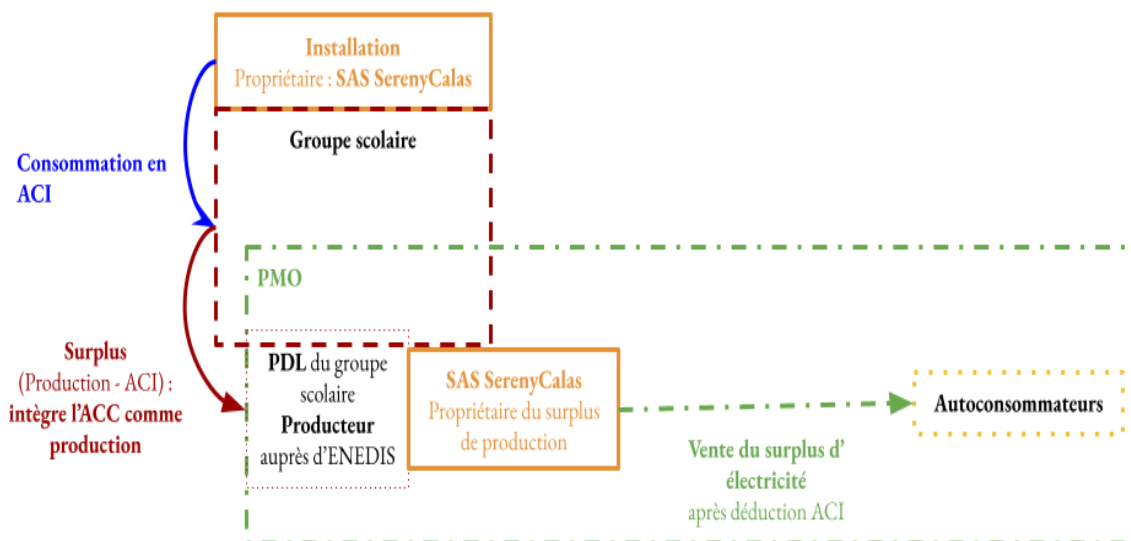 Installation
Propriétaire : SAS SerenyCalas
Groupe scolaire
Consommation en
ACI
PMO
Surplus
(Production - ACI) :
intègre l'ACC comme
production
PDL du groupe
scolaire
Producteur
auprès d'ENEDIS
SAS SerenyCalas
Propriétaire du surplus
de production
Vente du surplus d'
électricité
après déduction ACI
Autoconsommateurs